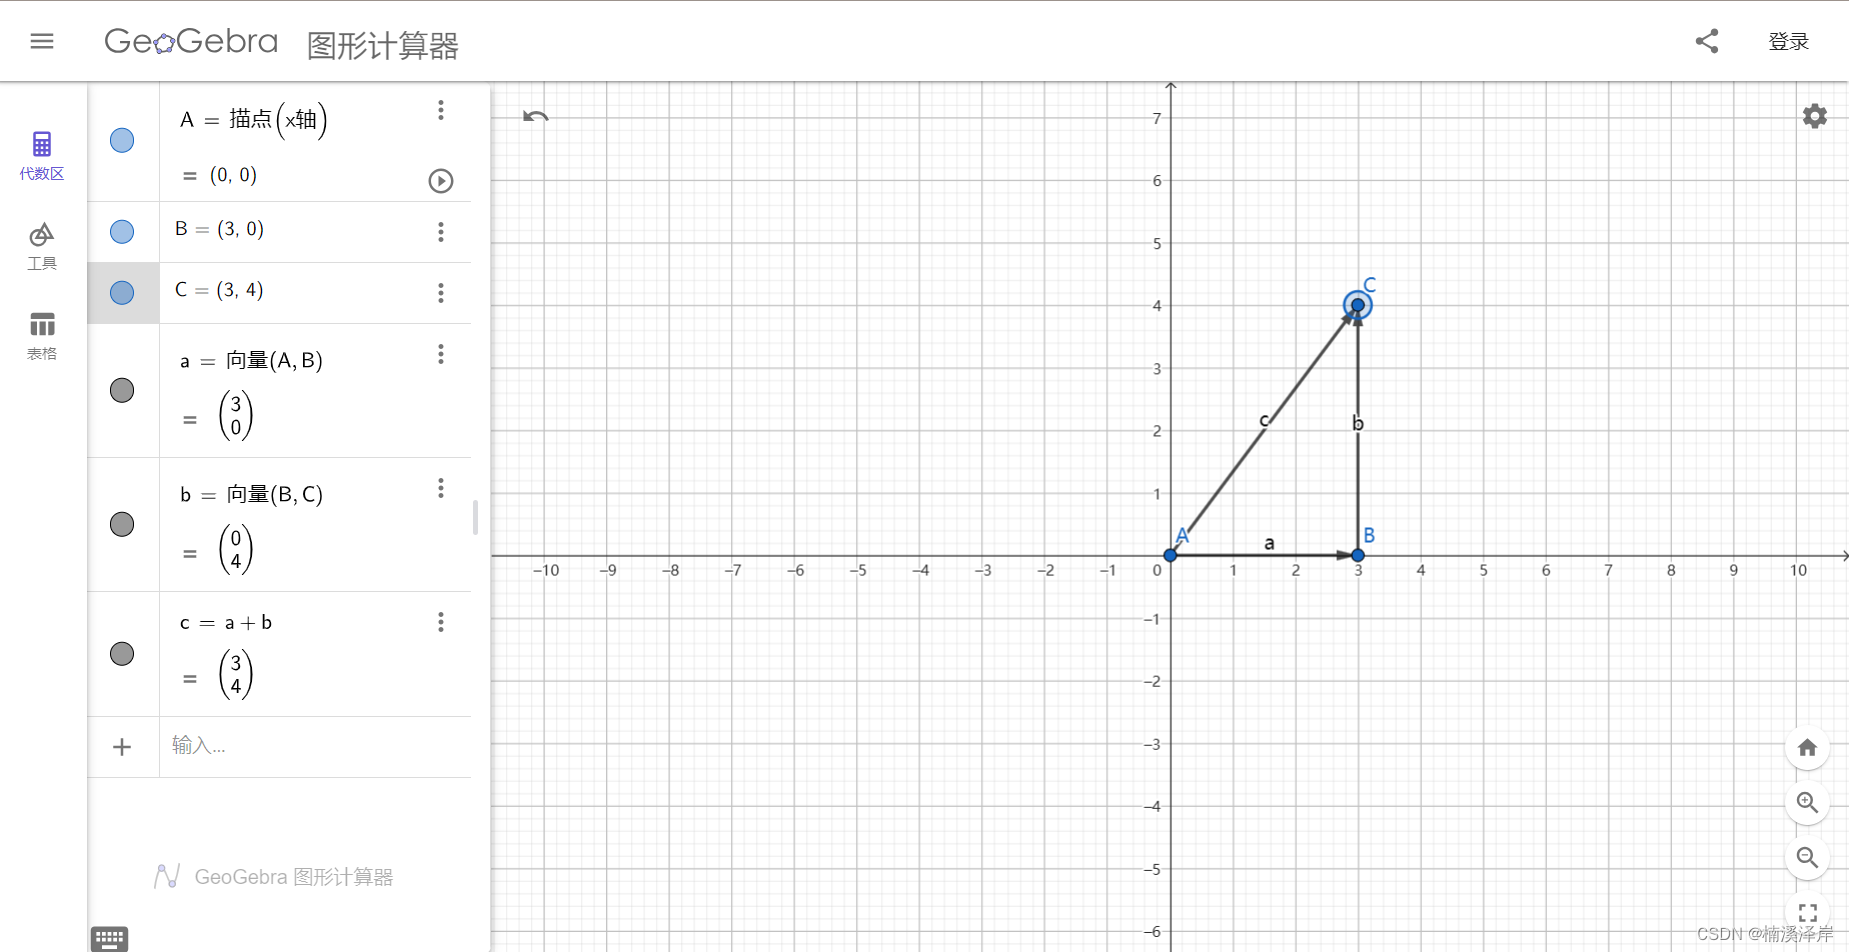 GeoGebra 图形计算器
登录
代数区
工具
表格
A = 描点(x轴)
= (0, 0)
B = (3, 0)
C = (3, 4)
a = 向量(A, B)
= (3
0)
b = 向量(B, C)
= (0
4)
c = a + b
= (3
4)
+ 输入...
GeoGebra 图形计算器
7
6
5
4
3
2
1
−10 −9 −8 −7 −6 −5 −4 −3 −2 −1 0 1 2 3 4 5 6 7 8 9 10
−1
−2
−3
−4
−5
−6
C
c
b
A
a
B
CSDN @楠溪泽岸